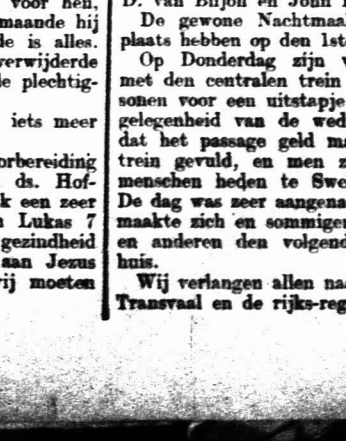 voor hen,
maande hij
de is alles.
verwijderde
le plechtig-
iets meer
orbereiding
ds. Hof-
k een zeer
Lukas 7
gezindheid
aan Jezus
rij moeten
D. van Biljon en John
De gewone Nachtmaal
plaats hebben op den 1st
Op Donderdag zijn v
met den centralen trein
sonen voor een uitstapje
gelegenheid van de wed
dat het passage geld ma
trein gevuld, en men z
menschen heden te Swe
De dag was zeer aangena
maakte zich en sommigen
en anderen den volgend
huis.
Wij verlangen allen naa
Transvaal en de rijks-reg